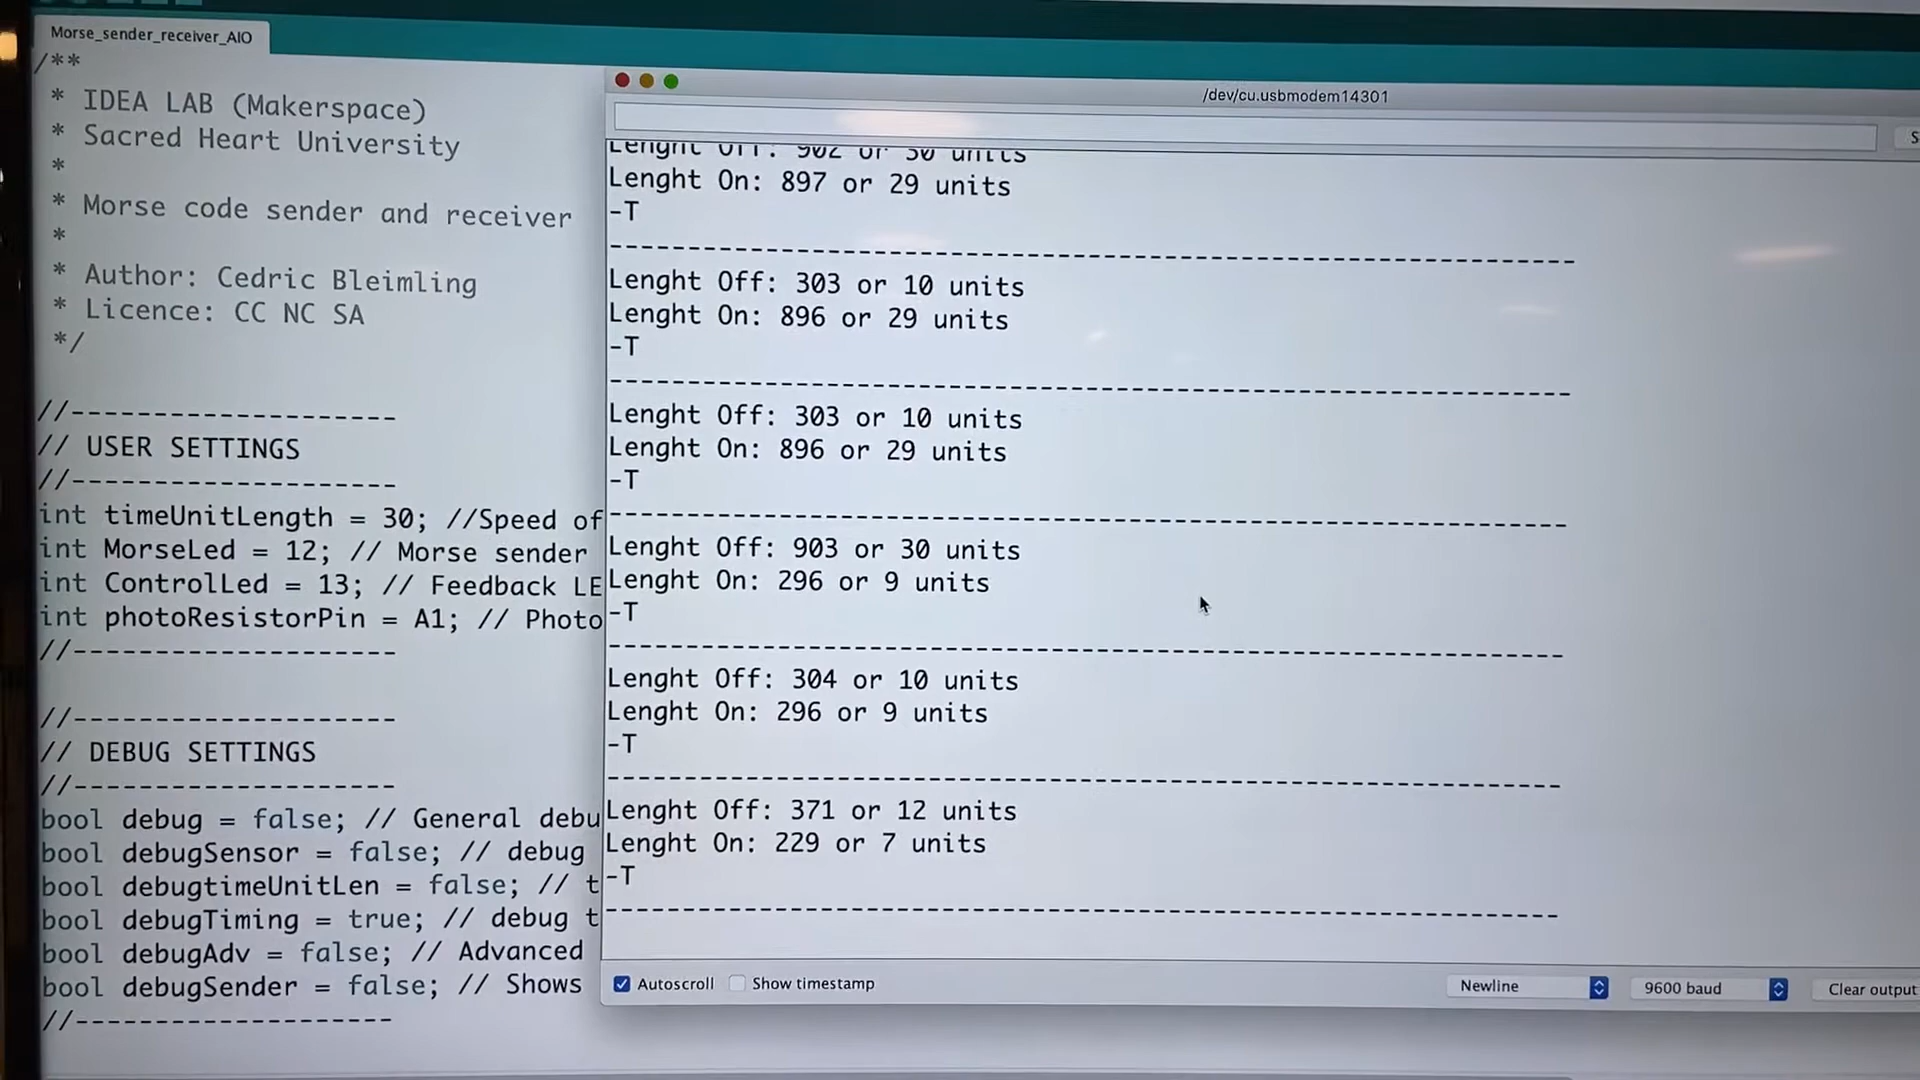 Morse_sender_receiver_AIO
/**
* IDEA LAB (Makerspace)
* Sacred Heart University
*
* Morse code sender and receiver
*
* Author: Cedric Bleimling
* Licence: CC NC SA
*/
//--------------------
// USER SETTINGS
//--------------------
int timeUnitLength = 30; //Speed of
int MorseLed = 12; // Morse sender
int ControlLed = 13; // Feedback LE
int photoResistorPin = A1; // Photo
//--------------------
//--------------------
// DEBUG SETTINGS
//--------------------
bool debug = false; // General debu
bool debugSensor = false; // debug
bool debugtimeUnitLen = false; // t
bool debugTiming = true; // debug t
bool debugAdv = false; // Advanced
bool debugSender = false; // Shows
//--------------------
/dev/cu.usbmodem14301
S
Lenght Off: 902 or 30 units
Lenght On: 897 or 29 units
-T
--------------------------------------------------------------
Lenght Off: 303 or 10 units
Lenght On: 896 or 29 units
-T
--------------------------------------------------------------
Lenght Off: 303 or 10 units
Lenght On: 896 or 29 units
-T
--------------------------------------------------------------
Lenght Off: 903 or 30 units
Lenght On: 296 or 9 units
-T
--------------------------------------------------------------
Lenght Off: 304 or 10 units
Lenght On: 296 or 9 units
-T
--------------------------------------------------------------
Lenght Off: 371 or 12 units
Lenght On: 229 or 7 units
-T
--------------------------------------------------------------
Autoscroll Show timestamp Newline 9600 baud Clear output